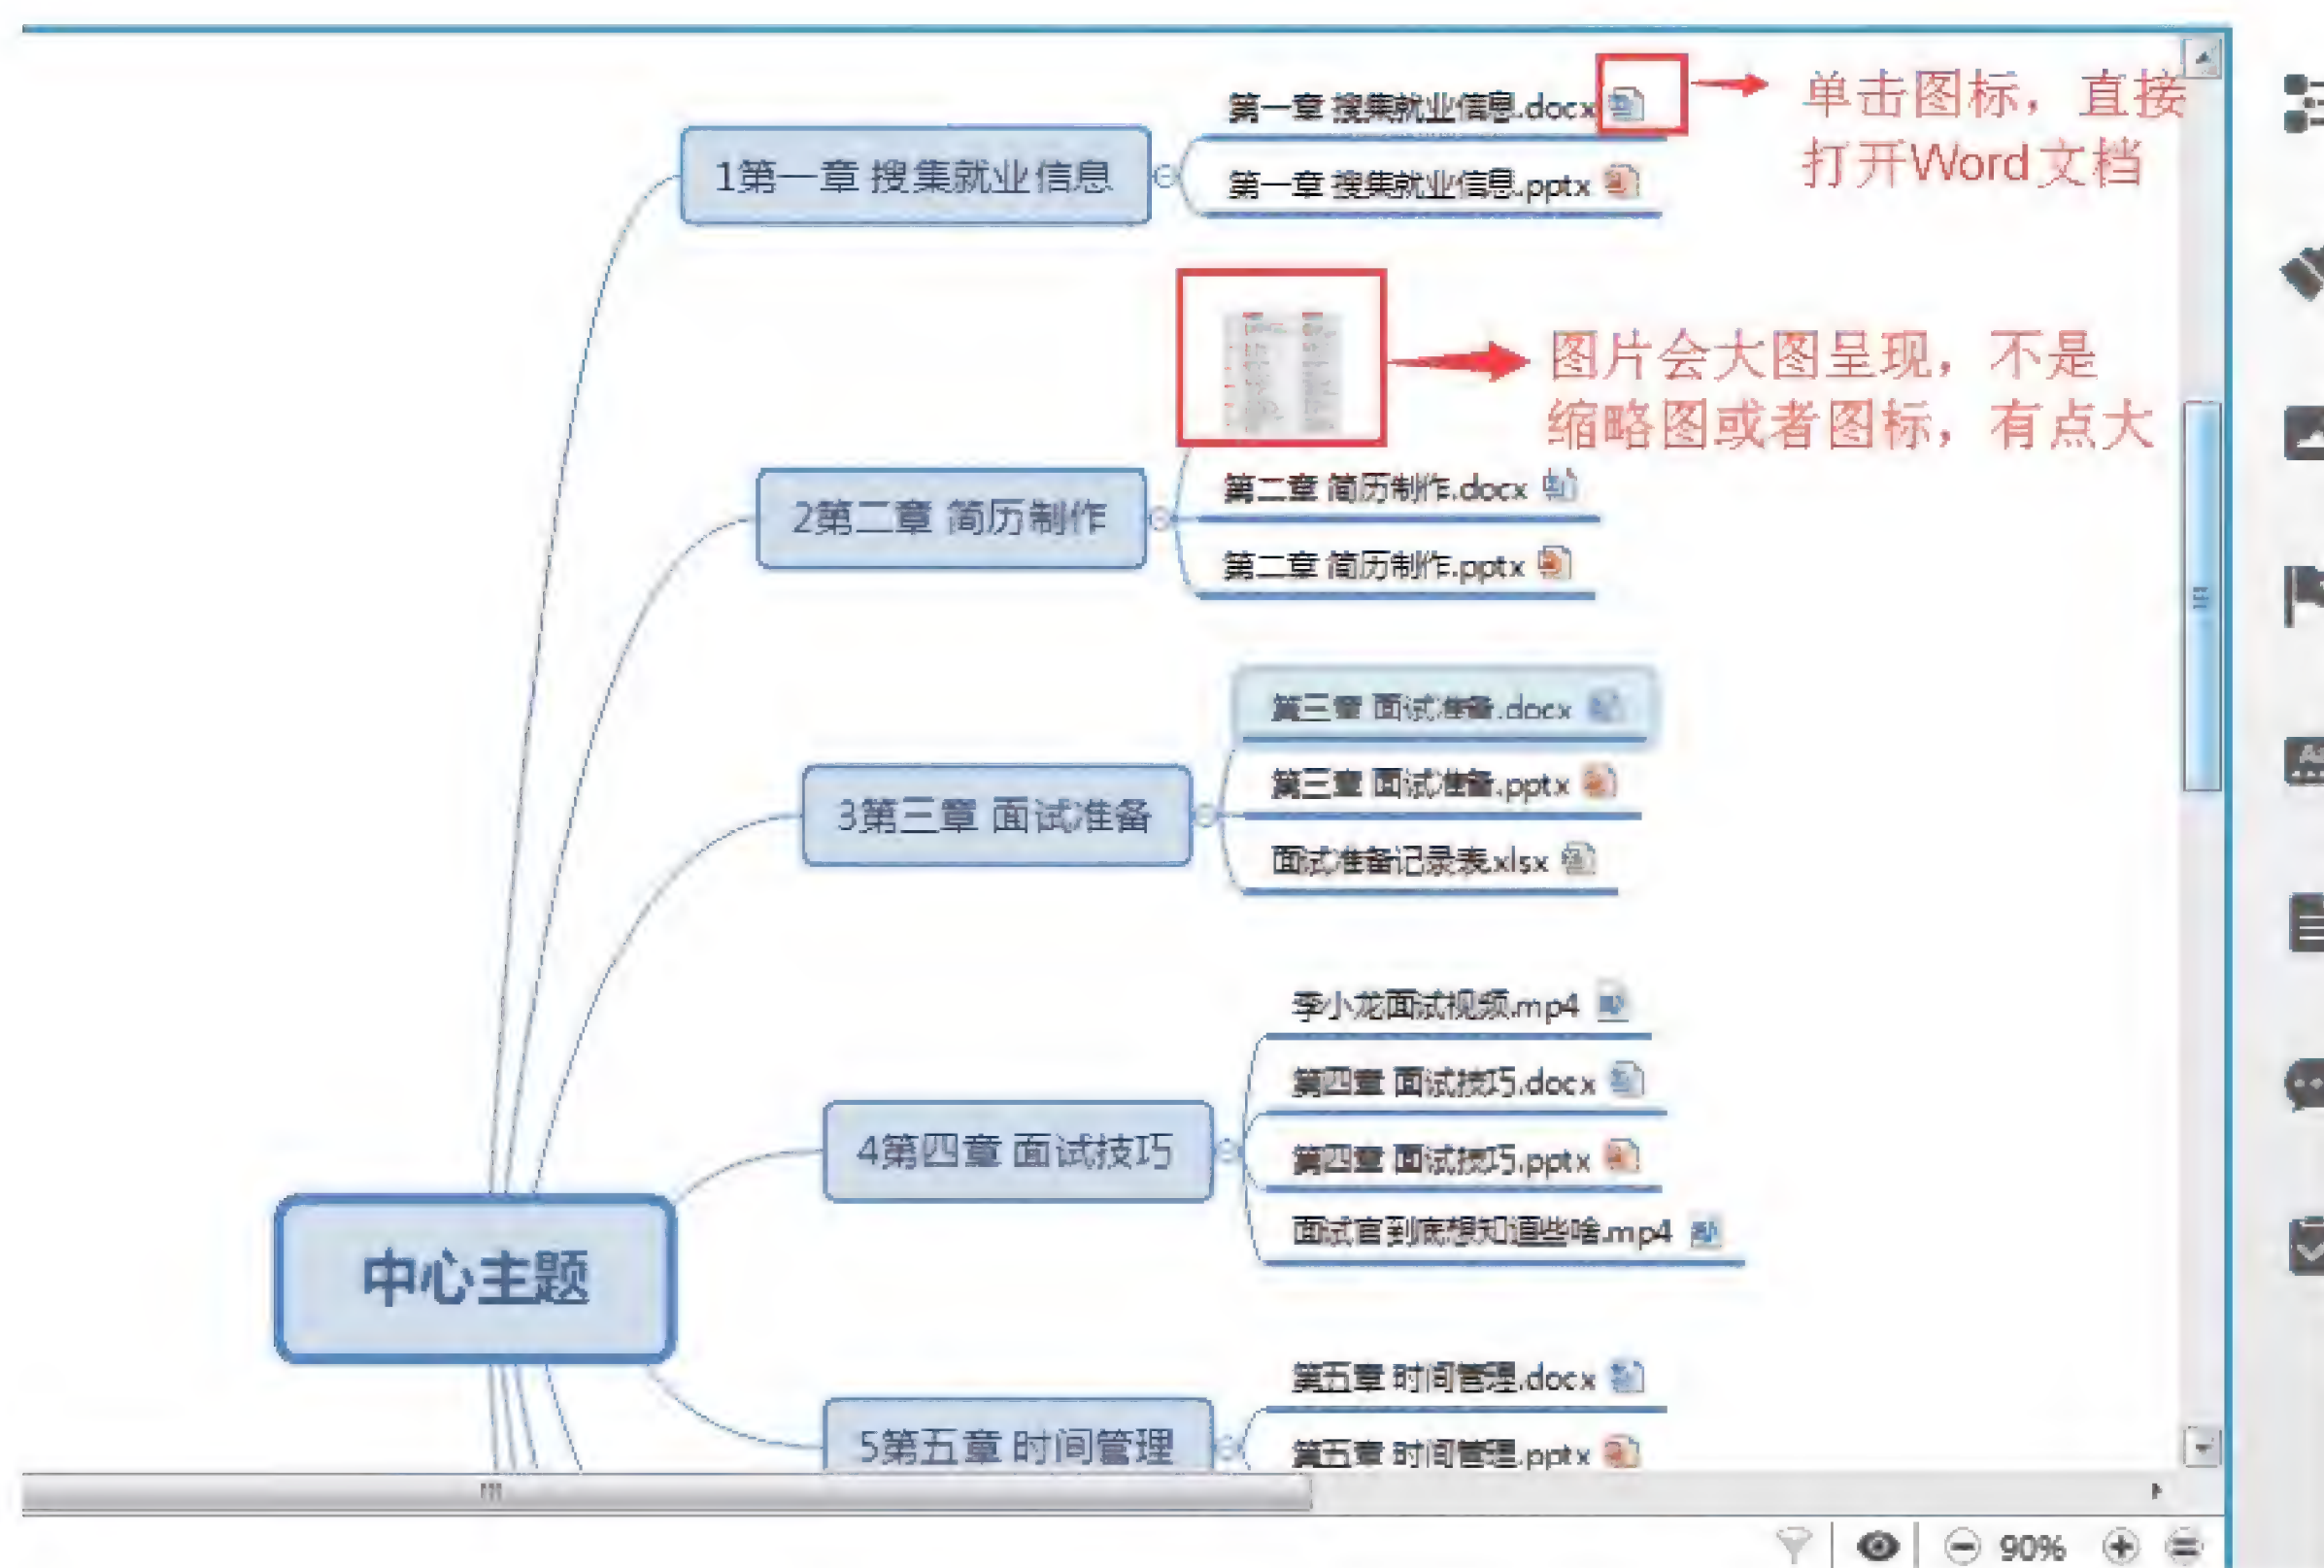 第一章 搜集就业信息.docx
单击图标，直接
打开Word文档
1第一章 搜集就业信息
第一章 搜集就业信息.pptx
图片会大图呈现，不是
缩略图或者图标，有点大
第二章 简历制作.docx
2第二章 简历制作
第二章 简历制作.pptx
第三章 面试准备.docx
第三章 面试准备.pptx
3第三章 面试准备
面试准备记录表.xlsx
李小龙面试视频.mp4
第四章 面试技巧.docx
4第四章 面试技巧
第四章 面试技巧.pptx
面试官到底想知道些啥.mp4
中心主题
第五章 时间管理.docx
5第五章 时间管理
第五章 时间管理.pptx
90%